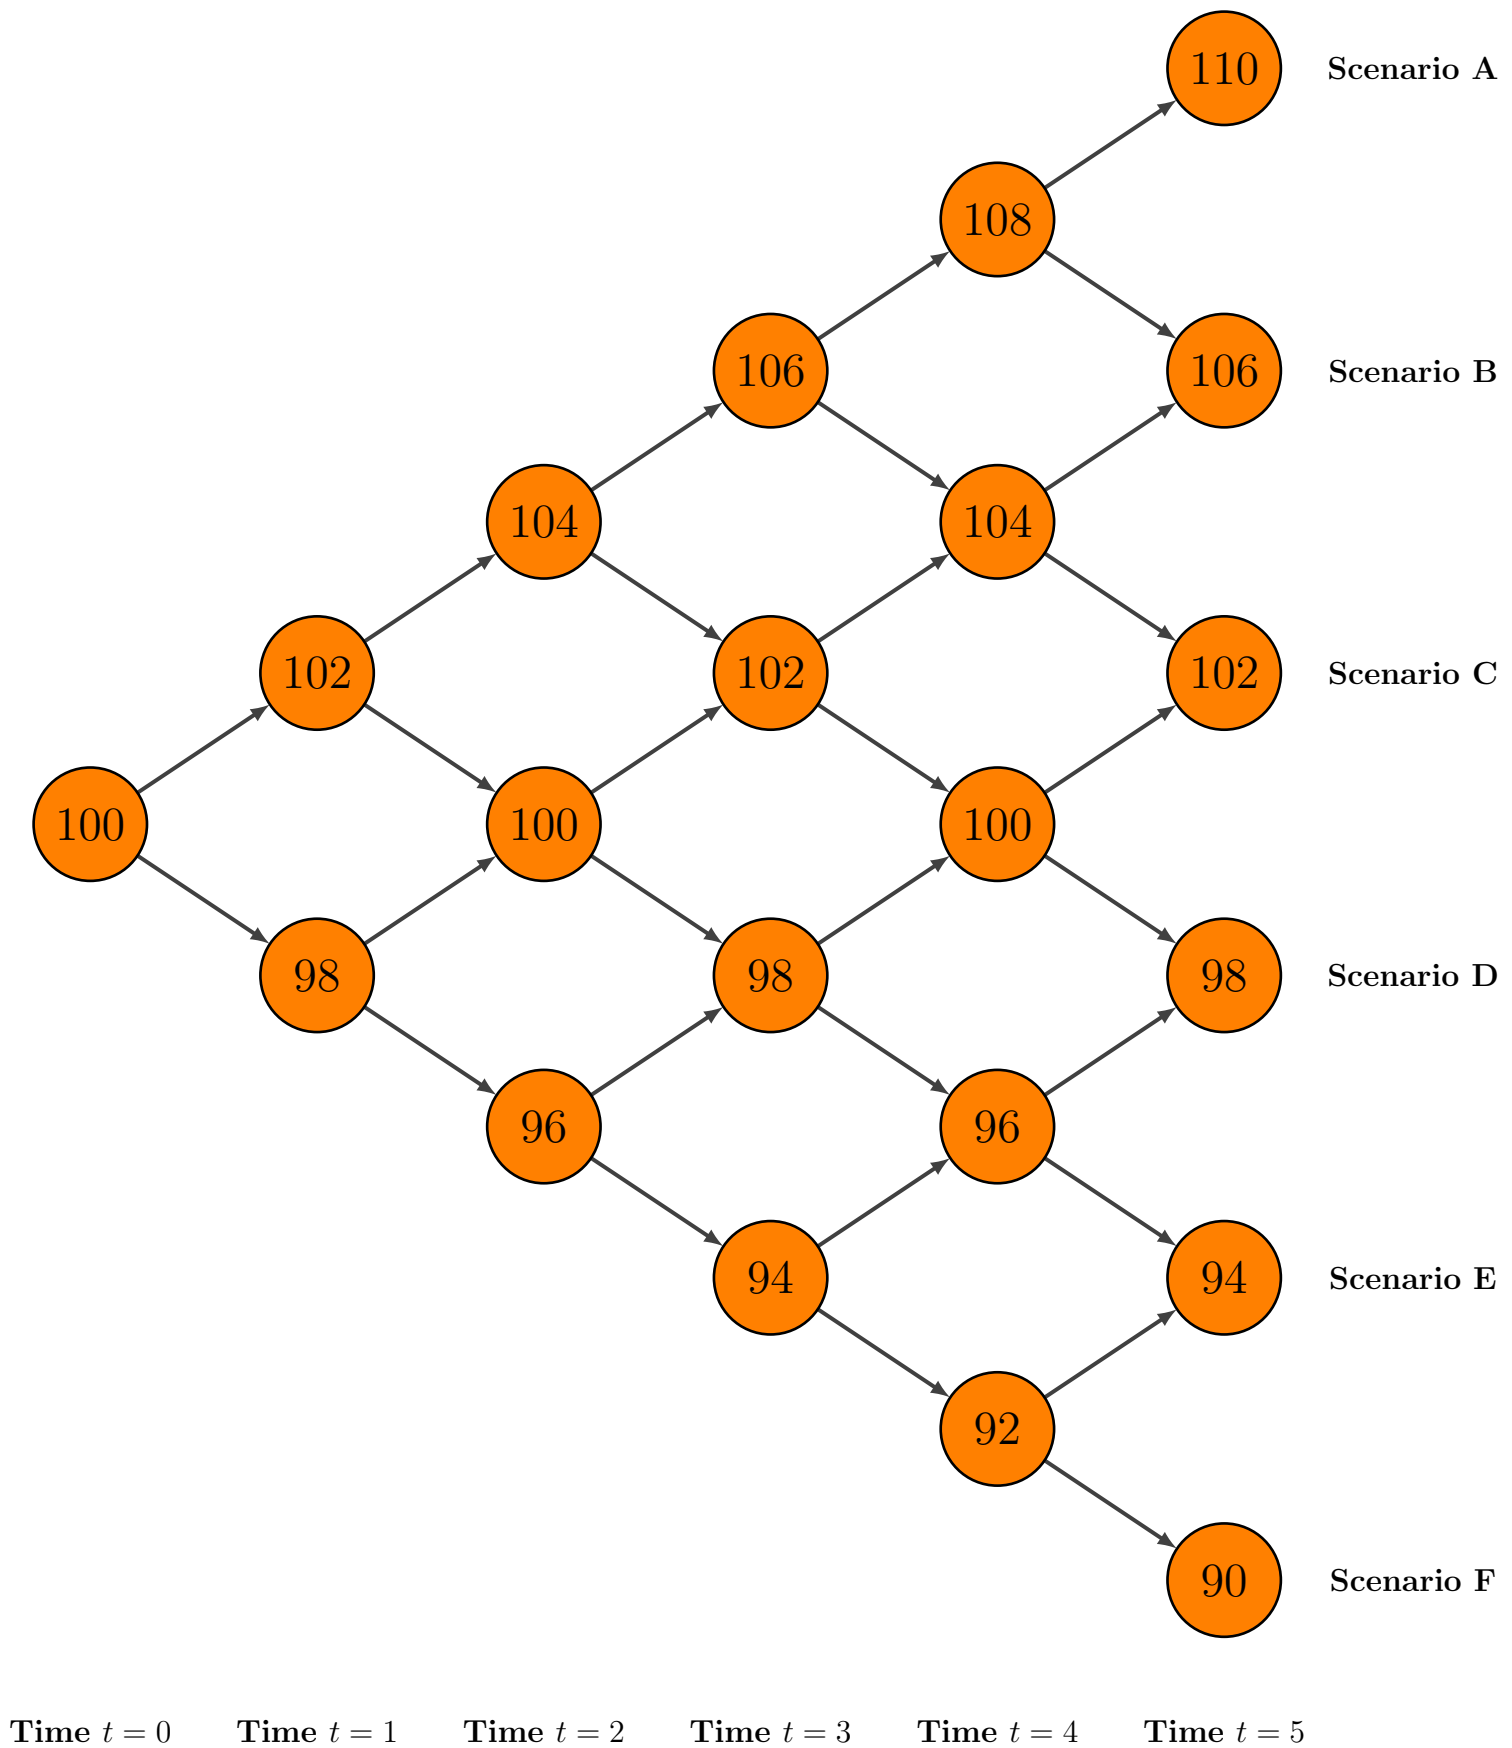 110 Scenario A
108
106 106 Scenario B
104 104
102 102 102 Scenario C
100 100 100
98 98 98 Scenario D
96 96
94 94 Scenario E
92
90 Scenario F
Time t = 0 Time t = 1 Time t = 2 Time t = 3 Time t = 4 Time t = 5